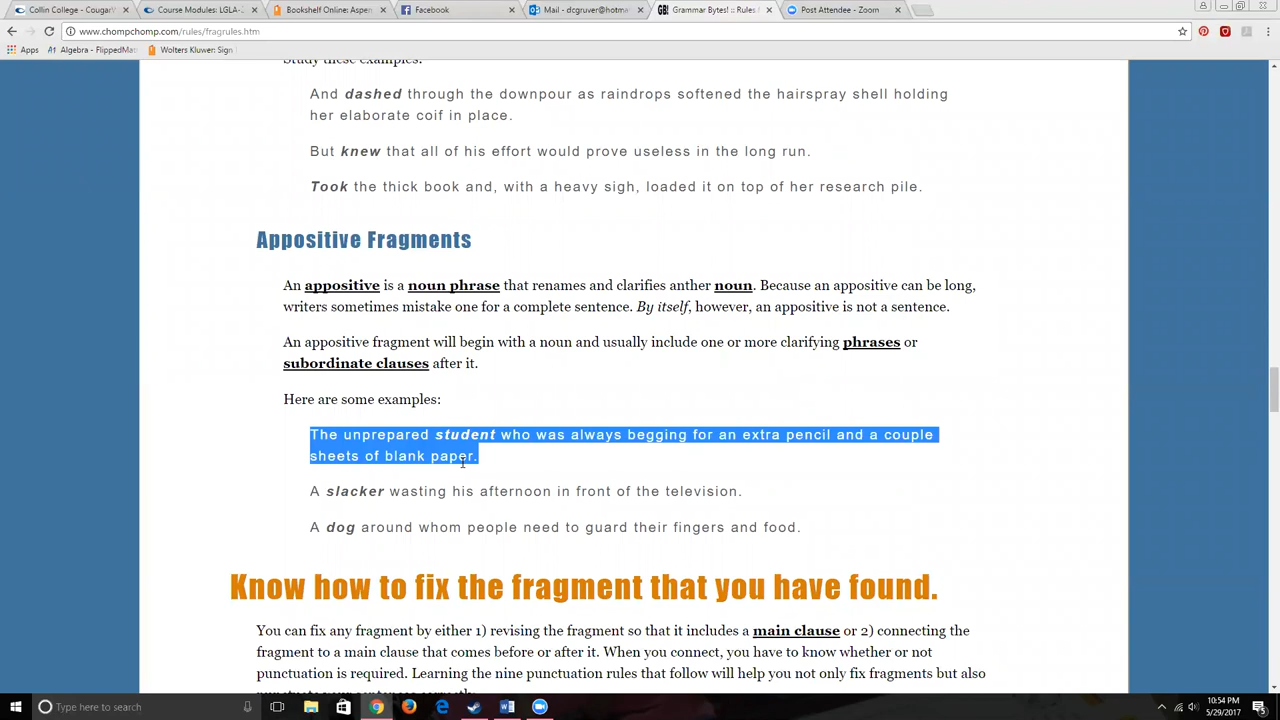 Collin College - CougarW
Course Modules: LGLA-
Bookshelf Online: Aspen
Facebook
Mail - dcgruver@hotm
GB! Grammar Bytes! :: Rules
Post Attendee - Zoom
www.chompchomp.com/rules/fragrules.htm
Apps
Algebra - FlippedMat
Wolters Kluwer: Sign
Study these examples:
And dashed through the downpour as raindrops softened the hairspray shell holding
her elaborate coif in place.
But knew that all of his effort would prove useless in the long run.
Took the thick book and, with a heavy sigh, loaded it on top of her research pile.
Appositive Fragments
An appositive is a noun phrase that renames and clarifies anther noun. Because an appositive can be long,
writers sometimes mistake one for a complete sentence. By itself, however, an appositive is not a sentence.
An appositive fragment will begin with a noun and usually include one or more clarifying phrases or
subordinate clauses after it.
Here are some examples:
The unprepared student who was always begging for an extra pencil and a couple
sheets of blank paper.
A slacker wasting his afternoon in front of the television.
A dog around whom people need to guard their fingers and food.
Know how to fix the fragment that you have found.
You can fix any fragment by either 1) revising the fragment so that it includes a main clause or 2) connecting the
fragment to a main clause that comes before or after it. When you connect, you have to know whether or not
punctuation is required. Learning the nine punctuation rules that follow will help you not only fix fragments but also
punctuate your sentences correctly.
Type here to search
10:54 PM
5/29/2017